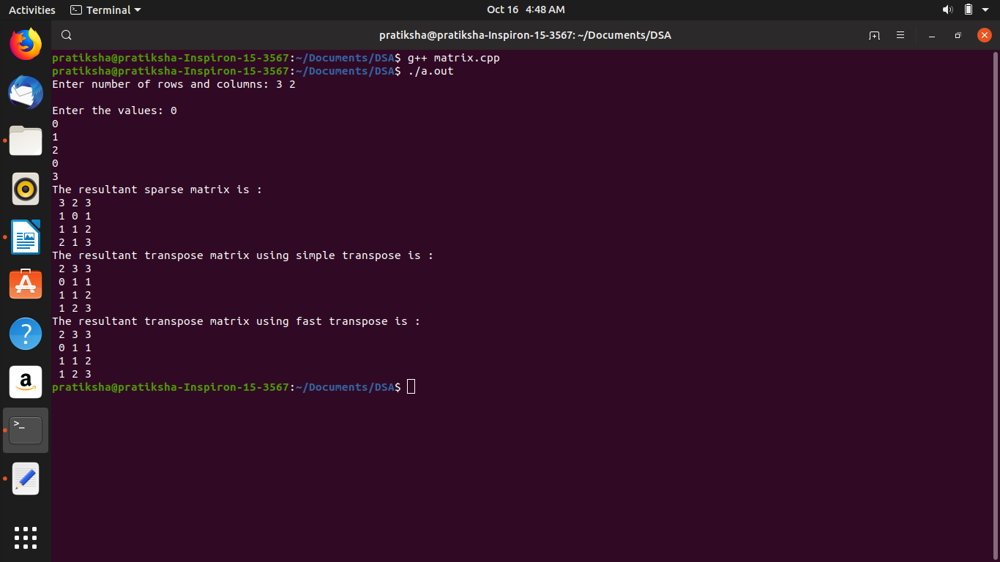 Activities Terminal Oct 16 4:48 AM
pratiksha@pratiksha-Inspiron-15-3567: ~/Documents/DSA
pratiksha@pratiksha-Inspiron-15-3567:~/Documents/DSA$ g++ matrix.cpp
pratiksha@pratiksha-Inspiron-15-3567:~/Documents/DSA$ ./a.out
Enter number of rows and columns: 3 2

Enter the values: 0
0
1
2
0
3
The resultant sparse matrix is :
 3 2 3
 1 0 1
 1 1 2
 2 1 3
The resultant transpose matrix using simple transpose is :
 2 3 3
 0 1 1
 1 1 2
 1 2 3
The resultant transpose matrix using fast transpose is :
 2 3 3
 0 1 1
 1 1 2
 1 2 3
pratiksha@pratiksha-Inspiron-15-3567:~/Documents/DSA$